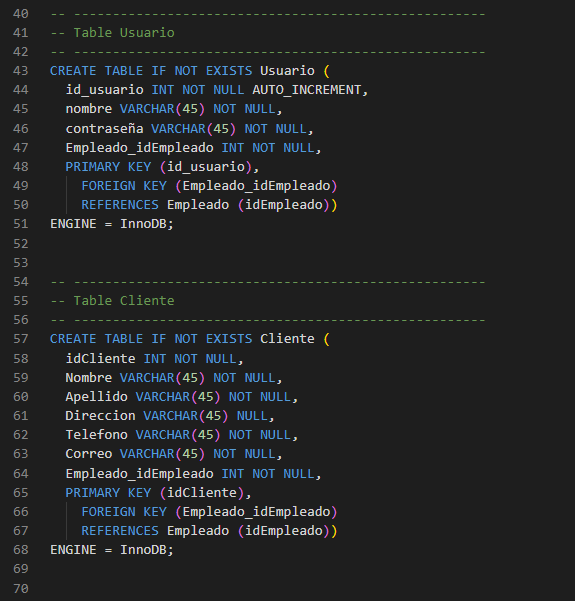 40 -- -----------------------------------------------------
41 -- Table Usuario
42 -- -----------------------------------------------------
43 CREATE TABLE IF NOT EXISTS Usuario (
44   id_usuario INT NOT NULL AUTO_INCREMENT,
45   nombre VARCHAR(45) NOT NULL,
46   contraseña VARCHAR(45) NOT NULL,
47   Empleado_idEmpleado INT NOT NULL,
48   PRIMARY KEY (id_usuario),
49     FOREIGN KEY (Empleado_idEmpleado)
50     REFERENCES Empleado (idEmpleado))
51 ENGINE = InnoDB;
52
53
54 -- -----------------------------------------------------
55 -- Table Cliente
56 -- -----------------------------------------------------
57 CREATE TABLE IF NOT EXISTS Cliente (
58   idCliente INT NOT NULL,
59   Nombre VARCHAR(45) NOT NULL,
60   Apellido VARCHAR(45) NOT NULL,
61   Direccion VARCHAR(45) NULL,
62   Telefono VARCHAR(45) NOT NULL,
63   Correo VARCHAR(45) NOT NULL,
64   Empleado_idEmpleado INT NOT NULL,
65   PRIMARY KEY (idCliente),
66     FOREIGN KEY (Empleado_idEmpleado)
67     REFERENCES Empleado (idEmpleado))
68 ENGINE = InnoDB;
69
70